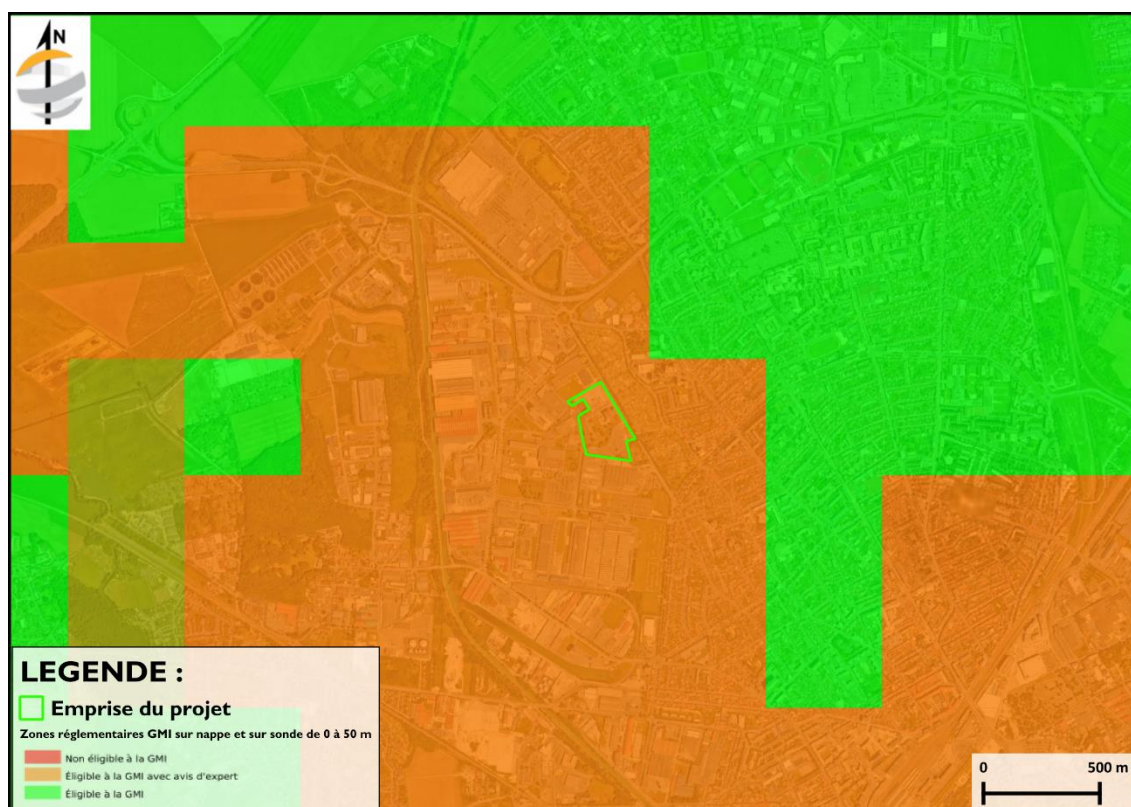 N
LEGENDE :
Emprise du projet
Zones réglementaires GMI sur nappe et sur sonde de 0 à 50 m
Non éligible à la GMI
Éligible à la GMI avec avis d'expert
Éligible à la GMI
0 500 m